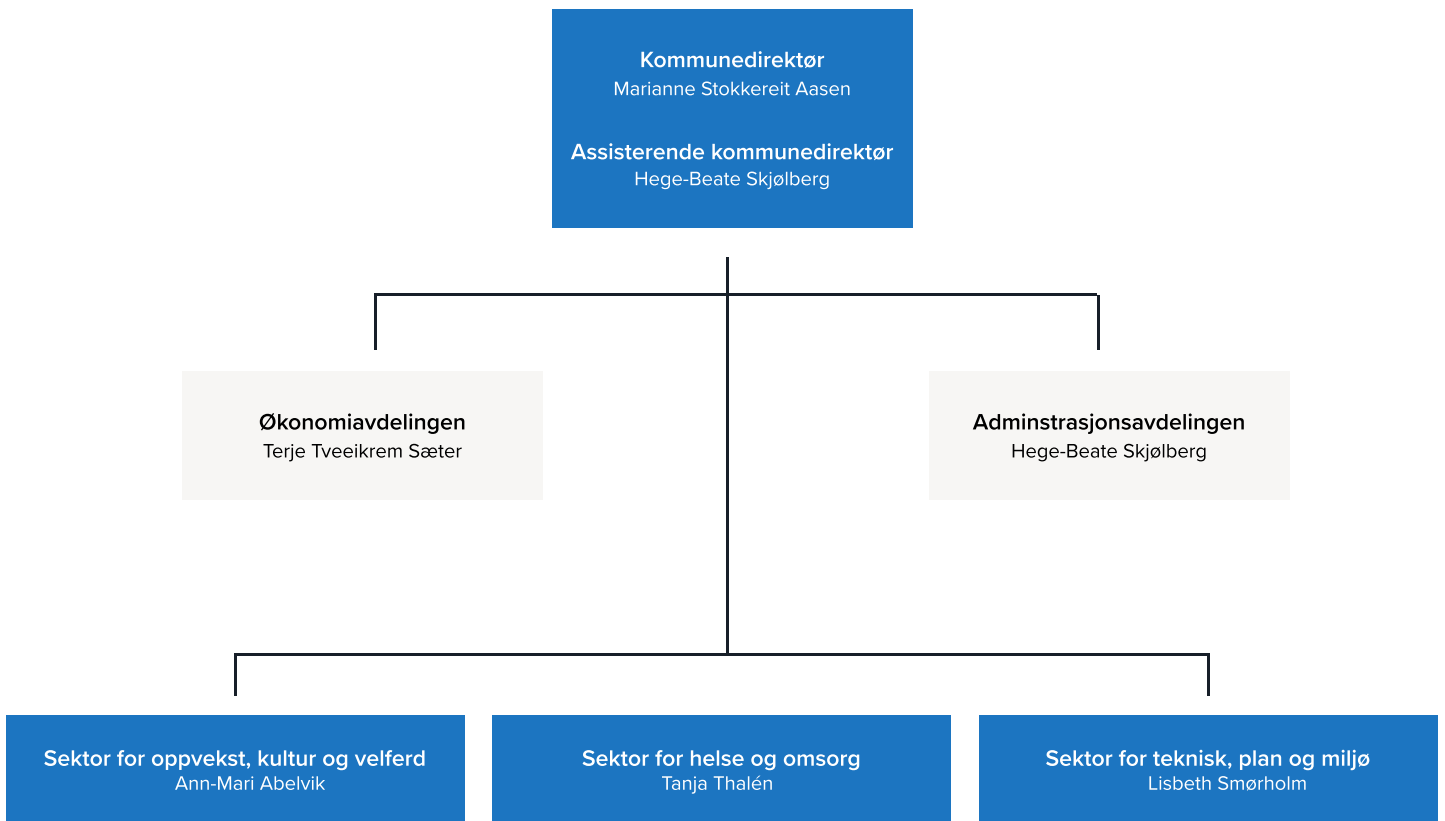 Kommunedirektør
Marianne Stokkereit Aasen
Assisterende kommunedirektør
Hege-Beate Skjølberg
Økonomiavdelingen
Terje Tveeikrem Sæter
Adminstrasjonsavdelingen
Hege-Beate Skjølberg
Sektor for oppvekst, kultur og velferd
Ann-Mari Abelvik
Sektor for helse og omsorg
Tanja Thalén
Sektor for teknisk, plan og miljø
Lisbeth Smørholm